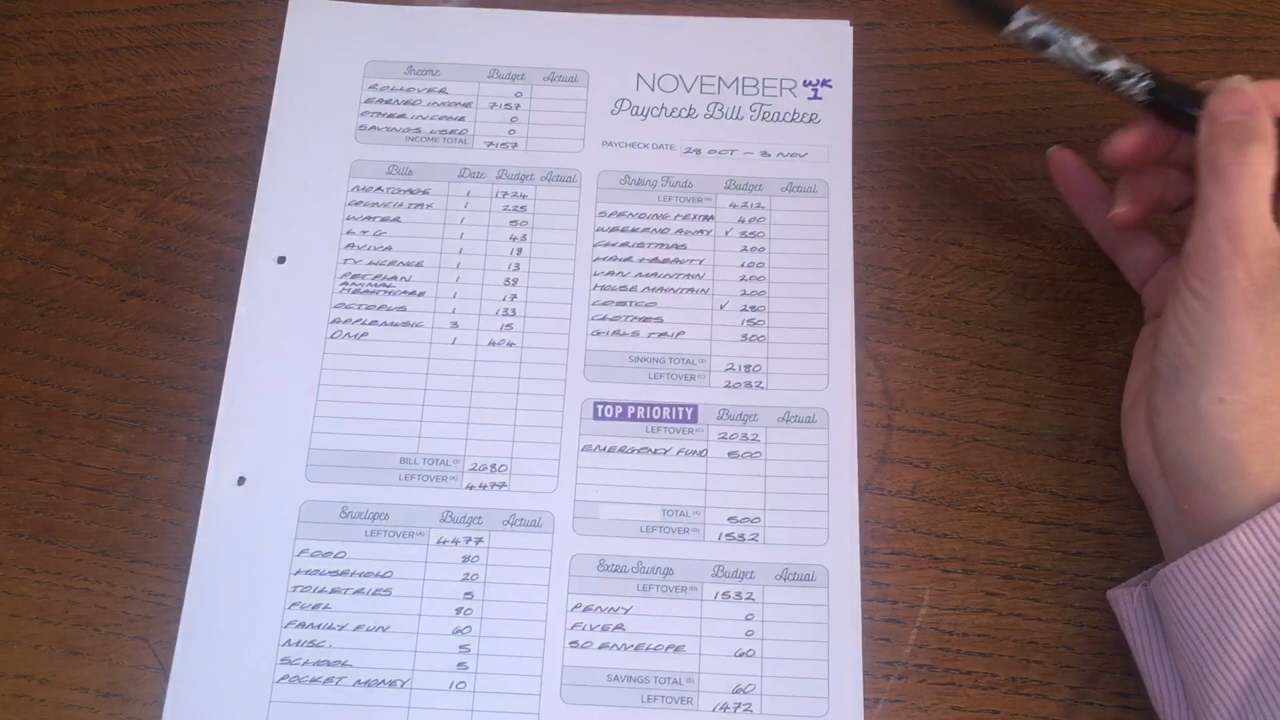 NOVEMBER WK 1
Paycheck Bill Tracker
PAYCHECK DATE: 28 OCT - 3 NOV
Income Budget Actual
ROLLOVER 0
EARNED INCOME 7157
OTHER INCOME 0
SAVINGS USED 0
INCOME TOTAL 7157
Bills Date Budget Actual
MORTGAGE 1 1724
COUNCIL TAX 1 225
WATER 1 50
L+G 1 43
AVIVA 1 18
TV LICENCE 1 13
PETPLAN 1 38
ANIMAL HEALTHCARE 1 17
OCTOPUS 1 133
APPLE MUSIC 3 15
DMP 1 404
BILL TOTAL (1) 2680
LEFTOVER (A) 4477
Envelopes Budget Actual
LEFTOVER (A) 4477
FOOD 80
HOUSEHOLD 20
TOILETRIES 5
FUEL 80
FAMILY FUN 60
MISC. 5
SCHOOL 5
POCKET MONEY 10
Sinking Funds Budget Actual
LEFTOVER (B) 4212
SPENDING + EXTRA 400
WEEKEND AWAY ✓ 350
CHRISTMAS 200
HAIR + BEAUTY 100
VAN MAINTAIN 200
HOUSE MAINTAIN 200
COSTCO ✓ 280
CLOTHES 150
GIRLS TRIP 300
SINKING TOTAL (3) 2180
LEFTOVER (C) 2032
TOP PRIORITY Budget Actual
LEFTOVER (C) 2032
EMERGENCY FUND 500
TOTAL (4) 500
LEFTOVER (D) 1532
Extra Savings Budget Actual
LEFTOVER (D) 1532
PENNY 0
FIVER 0
50 ENVELOPE 60
SAVINGS TOTAL (5) 60
LEFTOVER 1472